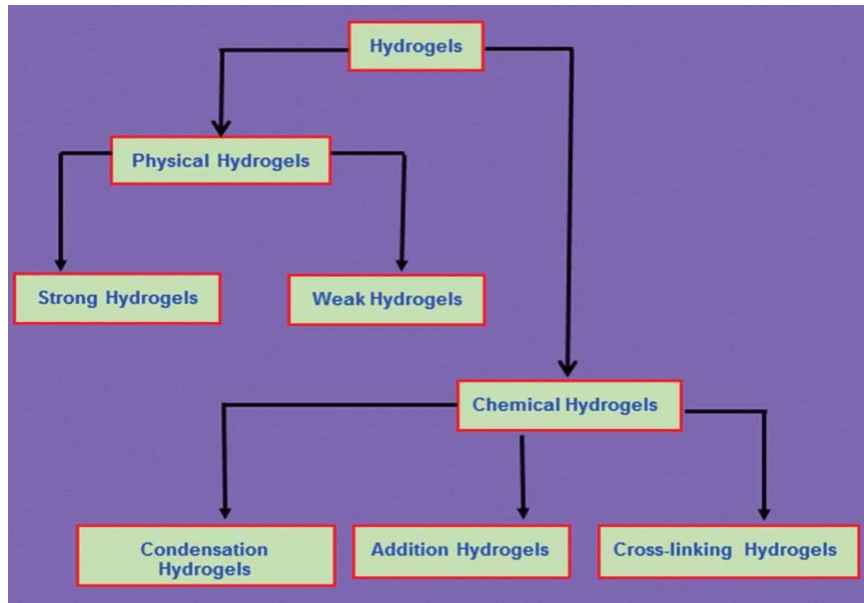 Hydrogels
Physical Hydrogels
Strong Hydrogels
Weak Hydrogels
Chemical Hydrogels
Condensation
Hydrogels
Addition Hydrogels
Cross-linking Hydrogels